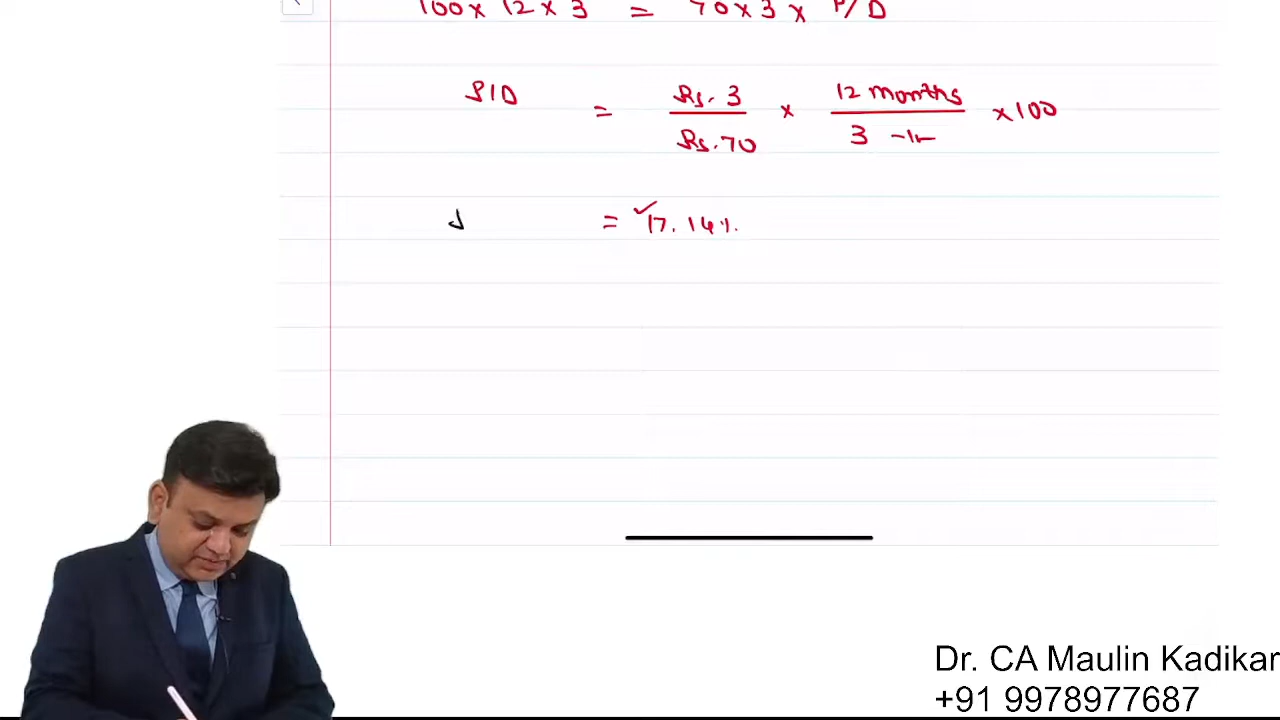 100 x 12 x 3 = 70 x 3 x P/D
P/D = Rs. 3 / Rs. 70 x 12 months / 3 x 100
= 17.14%.
Dr. CA Maulin Kadikar
+91 9978977687